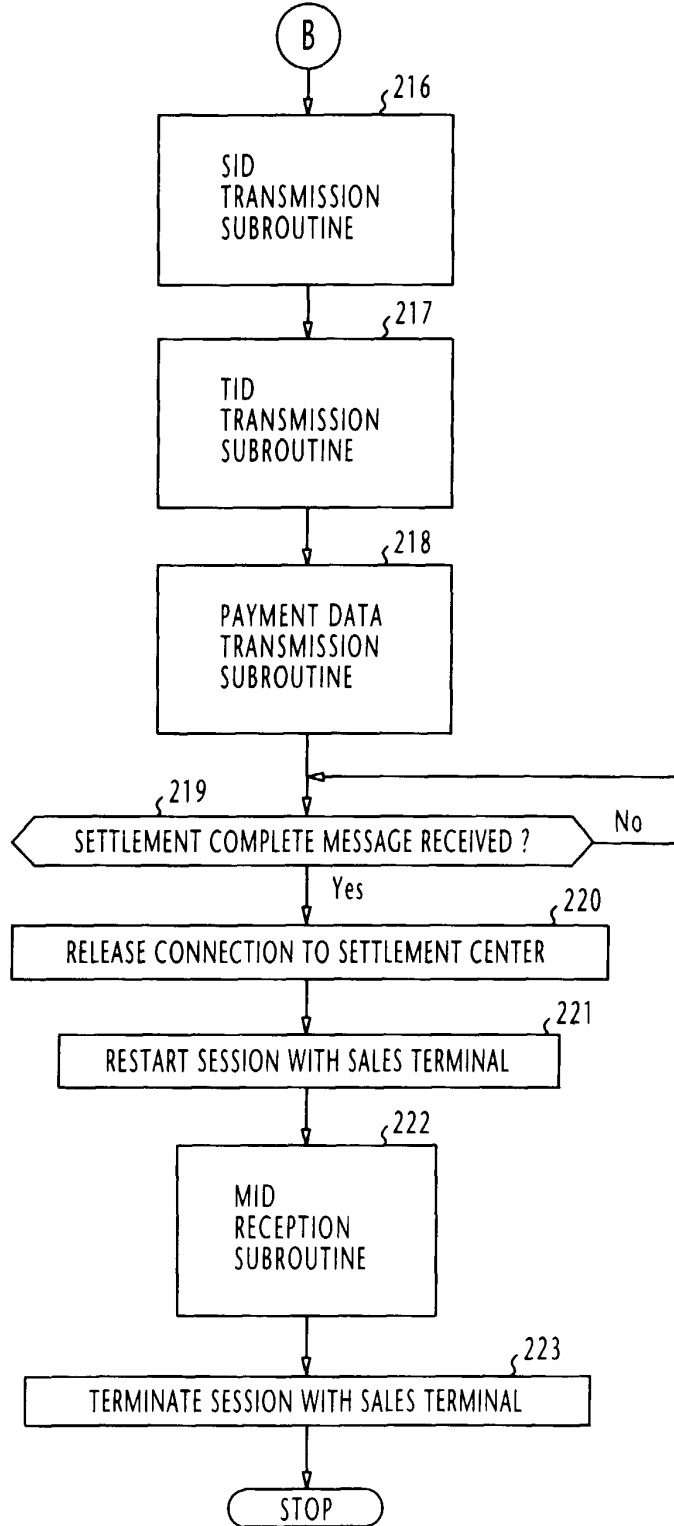 B
216
SID
TRANSMISSION
SUBROUTINE
217
TID
TRANSMISSION
SUBROUTINE
218
PAYMENT DATA
TRANSMISSION
SUBROUTINE
219
SETTLEMENT COMPLETE MESSAGE RECEIVED ?
No
Yes
220
RELEASE CONNECTION TO SETTLEMENT CENTER
221
RESTART SESSION WITH SALES TERMINAL
222
MID
RECEPTION
SUBROUTINE
223
TERMINATE SESSION WITH SALES TERMINAL
STOP